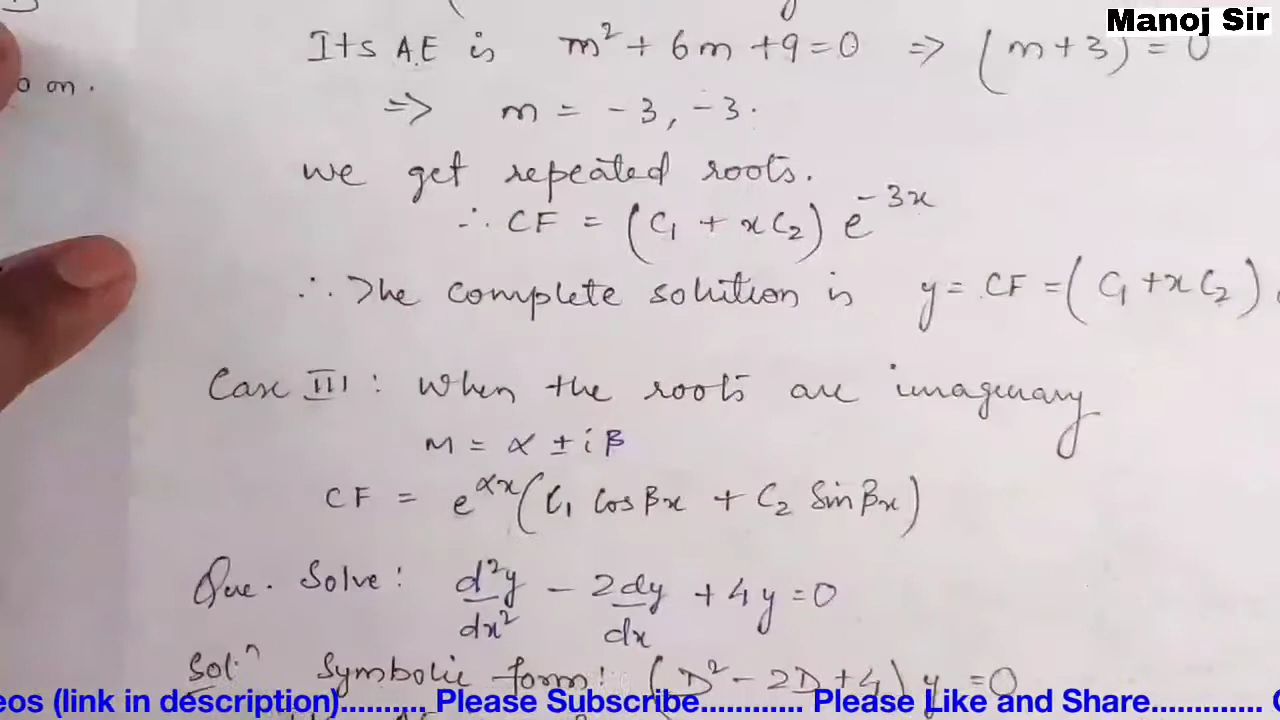 Manoj Sir
Its A.E is m² + 6m + 9 = 0 => (m + 3) = 0
o on.
=> m = -3, -3.
we get repeated roots.
∴ CF = (C₁ + xC₂) e^-3x
∴ The complete solution is y = CF = (C₁ + xC₂)
Case III : When the roots are imaginary
M = α ± iβ
CF = e^αx (C₁ Cos βx + C₂ Sin βx)
Que. Solve: d²y/dx² - 2dy/dx + 4y = 0
Sol.ⁿ Symbolic form: (D² - 2D + 4) y = 0
eos (link in description).......... Please Subscribe............ Please Like and Share..............